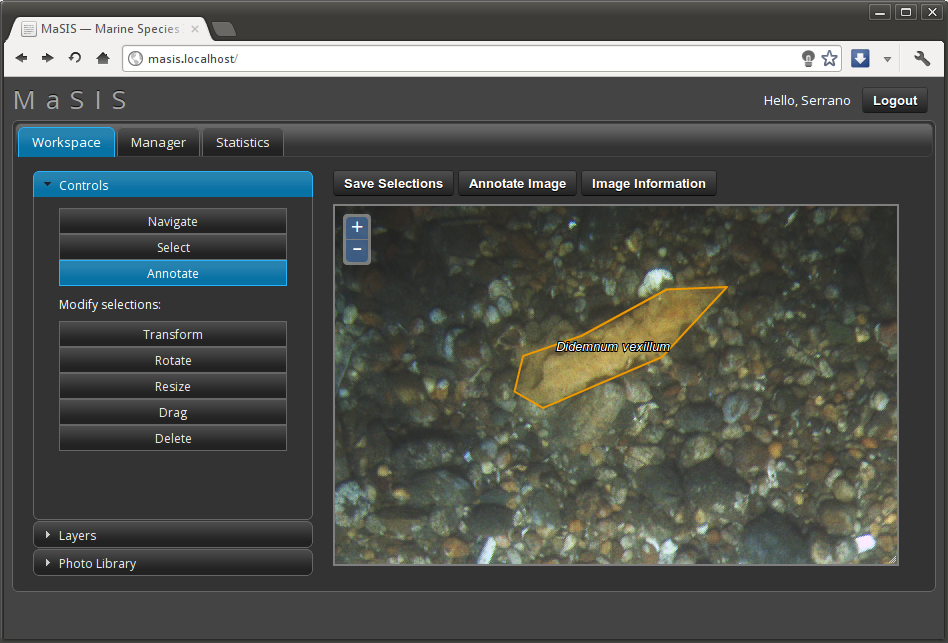 MaSIS — Marine Species
masis.localhost/
MaSIS
Hello, Serrano
Logout
Workspace
Manager
Statistics
Controls
Navigate
Select
Annotate
Modify selections:
Transform
Rotate
Resize
Drag
Delete
Layers
Photo Library
Save Selections
Annotate Image
Image Information
+
−
Didemnum vexillum